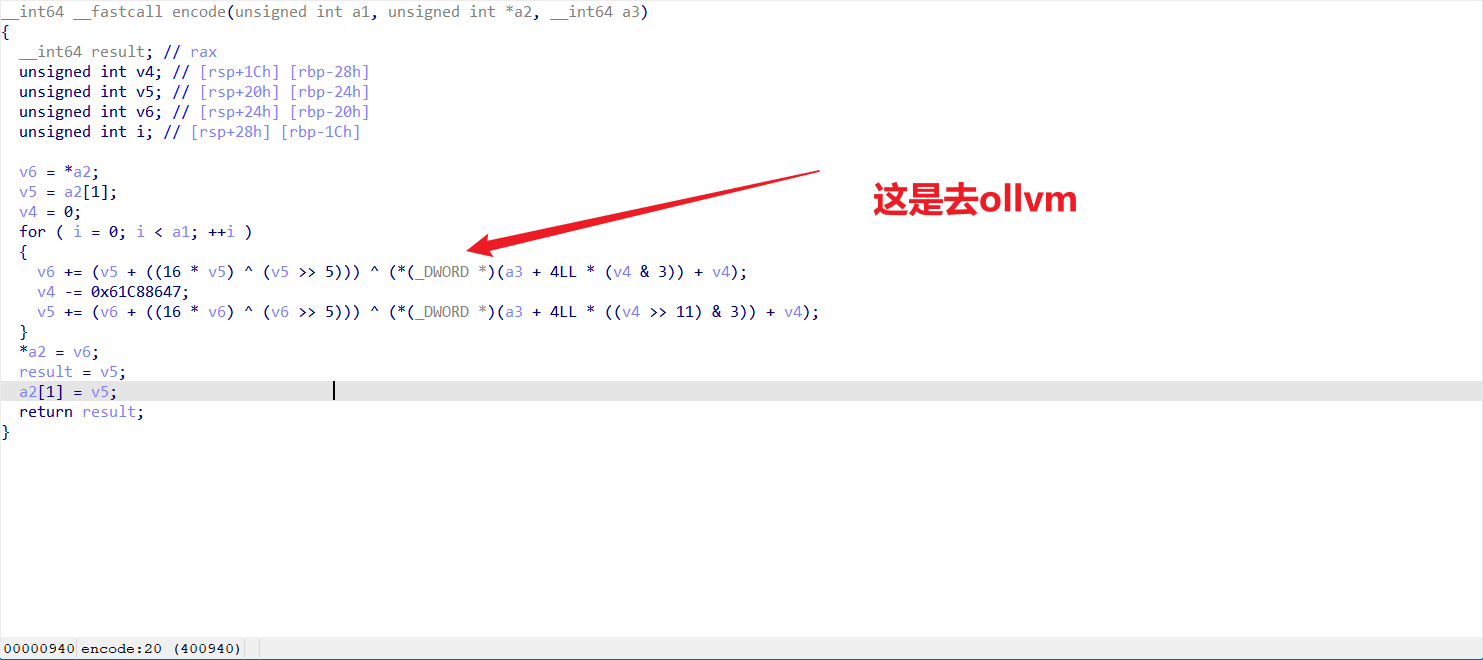 __int64 __fastcall encode(unsigned int a1, unsigned int *a2, __int64 a3)
{
  __int64 result; // rax
  unsigned int v4; // [rsp+1Ch] [rbp-28h]
  unsigned int v5; // [rsp+20h] [rbp-24h]
  unsigned int v6; // [rsp+24h] [rbp-20h]
  unsigned int i; // [rsp+28h] [rbp-1Ch]
  v6 = *a2;
  v5 = a2[1];
  v4 = 0;
  for ( i = 0; i < a1; ++i )
  {
    v6 += (v5 + ((16 * v5) ^ (v5 >> 5))) ^ (*(_DWORD *)(a3 + 4LL * (v4 & 3)) + v4);
    v4 -= 0x61C88647;
    v5 += (v6 + ((16 * v6) ^ (v6 >> 5))) ^ (*(_DWORD *)(a3 + 4LL * ((v4 >> 11) & 3)) + v4);
  }
  *a2 = v6;
  result = v5;
  a2[1] = v5;
  return result;
}
这是去ollvm
00000940 encode:20 (400940)